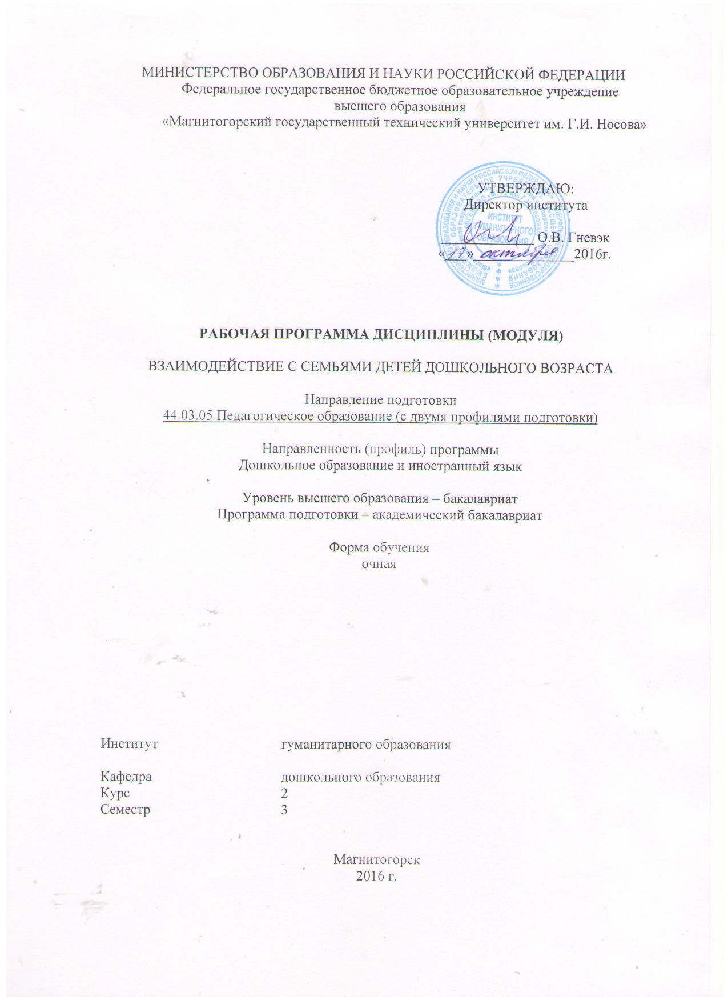 МИНИСТЕРСТВО ОБРАЗОВАНИЯ И НАУКИ РОССИЙСКОЙ ФЕДЕРАЦИИ
Федеральное государственное бюджетное образовательное учреждение
высшего образования
«Магнитогорский государственный технический университет им. Г.И. Носова»
УТВЕРЖДАЮ:
Директор института
ИНСТИТУТ
ГУМАНИТАРНОГО
ОБРАЗОВАНИЯ
О.В. Гневэк
«17» октября 2016г.
РАБОЧАЯ ПРОГРАММА ДИСЦИПЛИНЫ (МОДУЛЯ)
ВЗАИМОДЕЙСТВИЕ С СЕМЬЯМИ ДЕТЕЙ ДОШКОЛЬНОГО ВОЗРАСТА
Направление подготовки
44.03.05 Педагогическое образование (с двумя профилями подготовки)
Направленность (профиль) программы
Дошкольное образование и иностранный язык
Уровень высшего образования – бакалавриат
Программа подготовки – академический бакалавриат
Форма обучения
очная
Институт гуманитарного образования
Кафедра дошкольного образования
Курс 2
Семестр 3
Магнитогорск
2016 г.